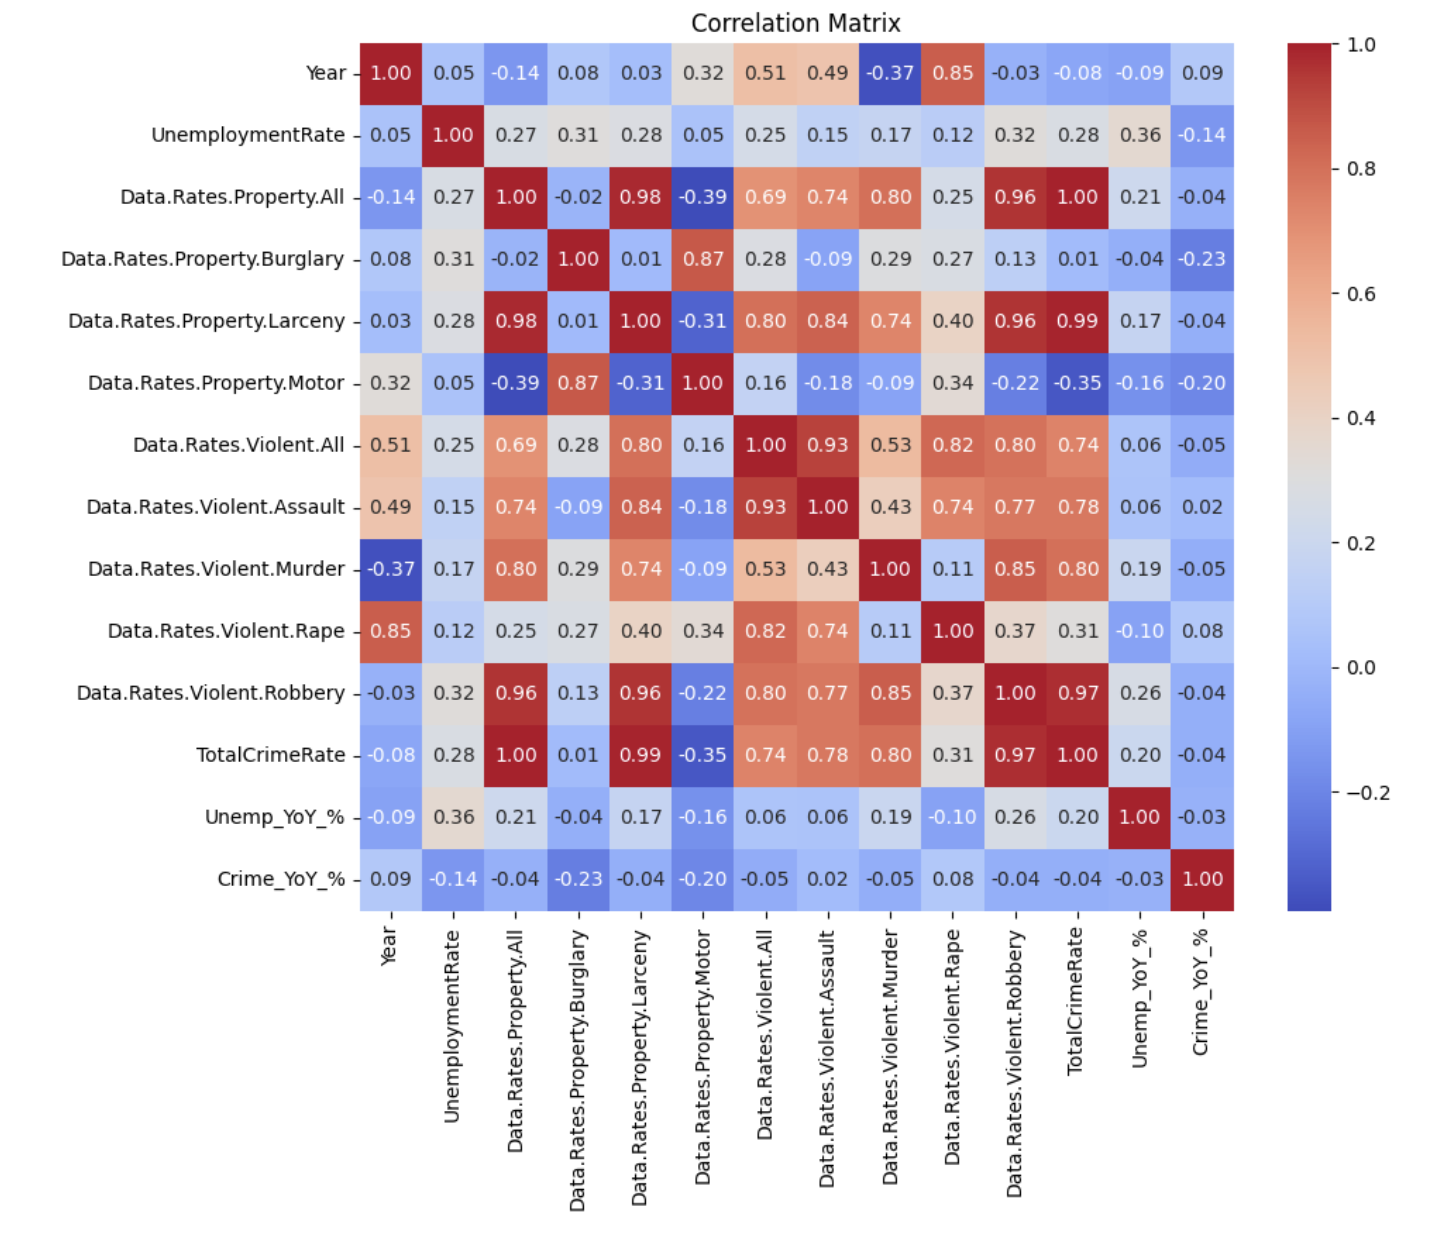 Correlation Matrix
Year 1.00 0.05 -0.14 0.08 0.03 0.32 0.51 0.49 -0.37 0.85 -0.03 -0.08 -0.09 0.09
UnemploymentRate 0.05 1.00 0.27 0.31 0.28 0.05 0.25 0.15 0.17 0.12 0.32 0.28 0.36 -0.14
Data.Rates.Property.All -0.14 0.27 1.00 -0.02 0.98 -0.39 0.69 0.74 0.80 0.25 0.96 1.00 0.21 -0.04
Data.Rates.Property.Burglary 0.08 0.31 -0.02 1.00 0.01 0.87 0.28 -0.09 0.29 0.27 0.13 0.01 -0.04 -0.23
Data.Rates.Property.Larceny 0.03 0.28 0.98 0.01 1.00 -0.31 0.80 0.84 0.74 0.40 0.96 0.99 0.17 -0.04
Data.Rates.Property.Motor 0.32 0.05 -0.39 0.87 -0.31 1.00 0.16 -0.18 -0.09 0.34 -0.22 -0.35 -0.16 -0.20
Data.Rates.Violent.All 0.51 0.25 0.69 0.28 0.80 0.16 1.00 0.93 0.53 0.82 0.80 0.74 0.06 -0.05
Data.Rates.Violent.Assault 0.49 0.15 0.74 -0.09 0.84 -0.18 0.93 1.00 0.43 0.74 0.77 0.78 0.06 0.02
Data.Rates.Violent.Murder -0.37 0.17 0.80 0.29 0.74 -0.09 0.53 0.43 1.00 0.11 0.85 0.80 0.19 -0.05
Data.Rates.Violent.Rape 0.85 0.12 0.25 0.27 0.40 0.34 0.82 0.74 0.11 1.00 0.37 0.31 -0.10 0.08
Data.Rates.Violent.Robbery -0.03 0.32 0.96 0.13 0.96 -0.22 0.80 0.77 0.85 0.37 1.00 0.97 0.26 -0.04
TotalCrimeRate -0.08 0.28 1.00 0.01 0.99 -0.35 0.74 0.78 0.80 0.31 0.97 1.00 0.20 -0.04
Unemp_YoY_% -0.09 0.36 0.21 -0.04 0.17 -0.16 0.06 0.06 0.19 -0.10 0.26 0.20 1.00 -0.03
Crime_YoY_% 0.09 -0.14 -0.04 -0.23 -0.04 -0.20 -0.05 0.02 -0.05 0.08 -0.04 -0.04 -0.03 1.00
Year
UnemploymentRate
Data.Rates.Property.All
Data.Rates.Property.Burglary
Data.Rates.Property.Larceny
Data.Rates.Property.Motor
Data.Rates.Violent.All
Data.Rates.Violent.Assault
Data.Rates.Violent.Murder
Data.Rates.Violent.Rape
Data.Rates.Violent.Robbery
TotalCrimeRate
Unemp_YoY_%
Crime_YoY_%
1.0
0.8
0.6
0.4
0.2
0.0
−0.2